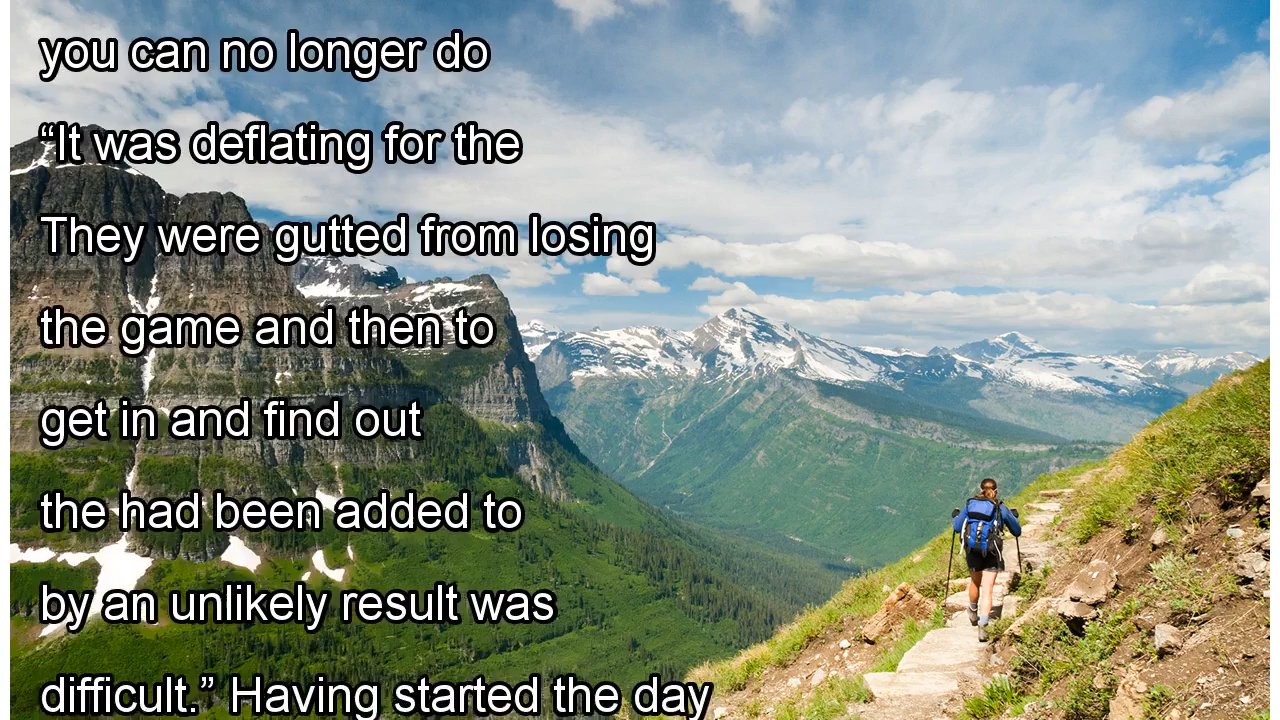 you can no longer do
“It was deflating for the
They were gutted from losing
the game and then to
get in and find out
the had been added to
by an unlikely result was
difficult.” Having started the day